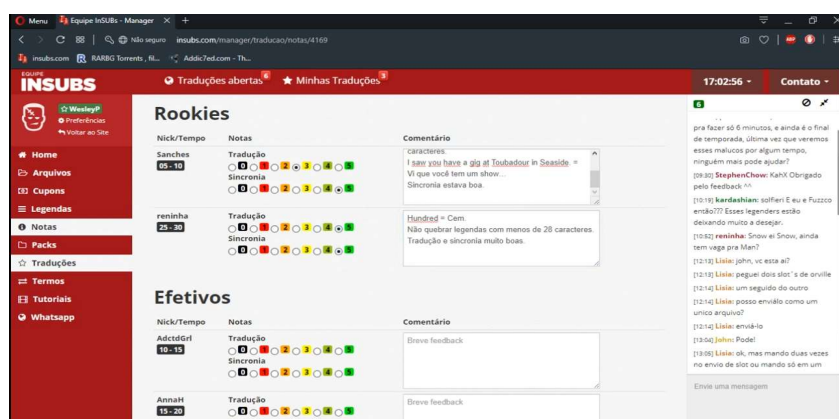 Menu
Equipe InSUBs - Manager
Não seguro insubs.com/manager/traducao/notas/4169
insubs.com
RARBG Torrents , fil...
Addic7ed.com - Th...
EQUIPE
INSUBS
Traduções abertas 6
Minhas Traduções 3
17:02:56
Contato
WesleyP
Preferências
Voltar ao Site
Home
Arquivos
Cupons
Legendas
Notas
Packs
Traduções
Termos
Tutoriais
Whatsapp
Rookies
Nick/Tempo Notas Comentário
Sanches
05 - 10
Tradução
0 1 2 3 4 5
Sincronia
0 1 2 3 4 5
caracteres.
I saw you have a gig at Toubadour in Seaside. =
Vi que você tem um show...
Sincronia estava boa.
reninha
25 - 30
Tradução
0 1 2 3 4 5
Sincronia
0 1 2 3 4 5
Hundred = Cem.
Não quebrar legendas com menos de 28 caracteres.
Tradução e sincronia muito boas.
Efetivos
Nick/Tempo Notas Comentário
AdctdGrl
10 - 15
Tradução
0 1 2 3 4 5
Sincronia
0 1 2 3 4 5
Breve feedback
AnnaH
15 - 20
Tradução
0 1 2 3 4 5
Breve feedback
6
pra fazer só 6 minutos, e ainda é o final
de temporada, última vez que veremos
esses malucos por algum tempo,
ninguém mais pode ajudar?
[09:30] StephenChow: KahX Obrigado
pelo feedback ^^
[10:19] kardashian: solfieri E eu e Fuzzco
então??? Esses legenders estão
deixando muito a desejar.
[10:52] reninha: Snow ei Snow, ainda
tem vaga pra Man?
[12:13] Lisia: john, vc esta ai?
[12:13] Lisia: peguei dois slot´s de orville
[12:14] Lisia: um seguido do outro
[12:14] Lisia: posso enviálo como um
unico arquivo?
[12:14] Lisia: enviá-lo
[13:04] John: Pode!
[13:05] Lisia: ok, mas mando duas vezes
no envio de slot ou mando só em um
Envie uma mensagem